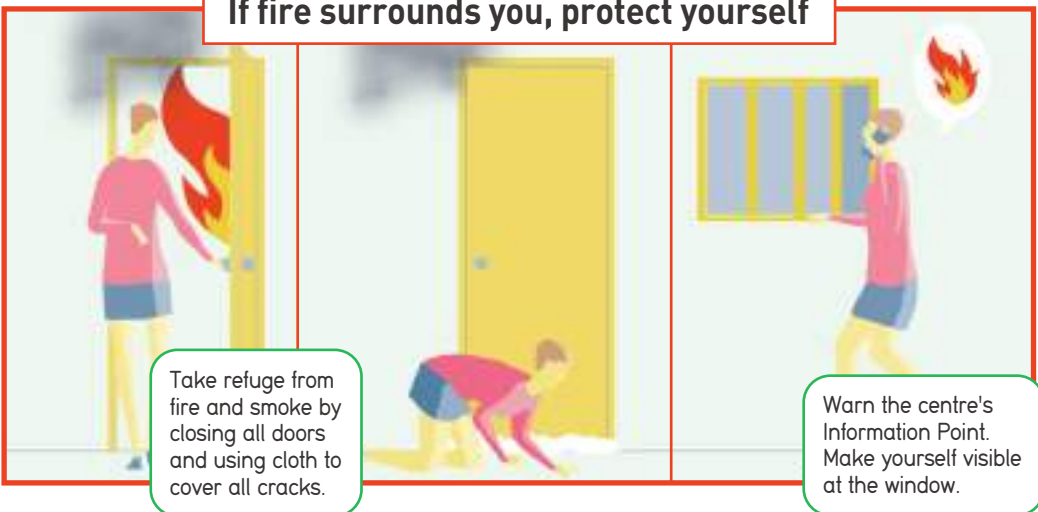 If fire surrounds you, protect yourself
Take refuge from
fire and smoke by
closing all doors
and using cloth to
cover all cracks.
Warn the centre's
Information Point.
Make yourself visible
at the window.